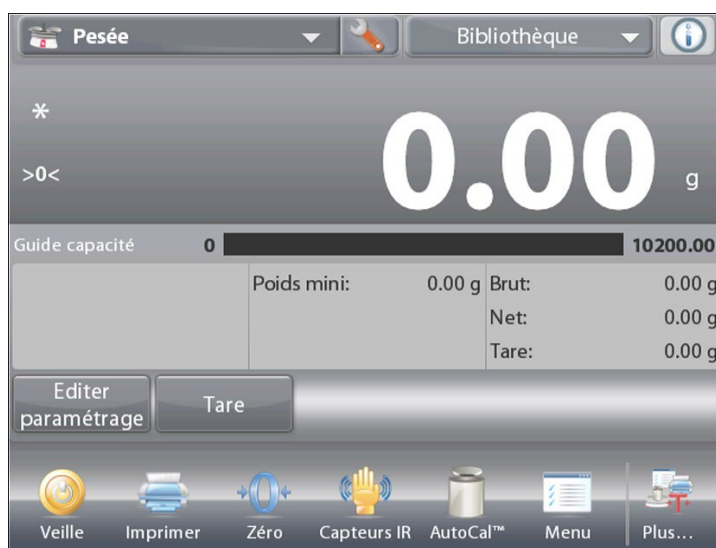 Pesée
Bibliothèque
*
>0<
0.00 g
Guide capacité 0 10200.00
Poids mini: 0.00 g Brut: 0.00 g
Net: 0.00 g
Tare: 0.00 g
Editer
paramétrage
Tare
0
Veille Imprimer Zéro Capteurs IR AutoCal™ Menu Plus...